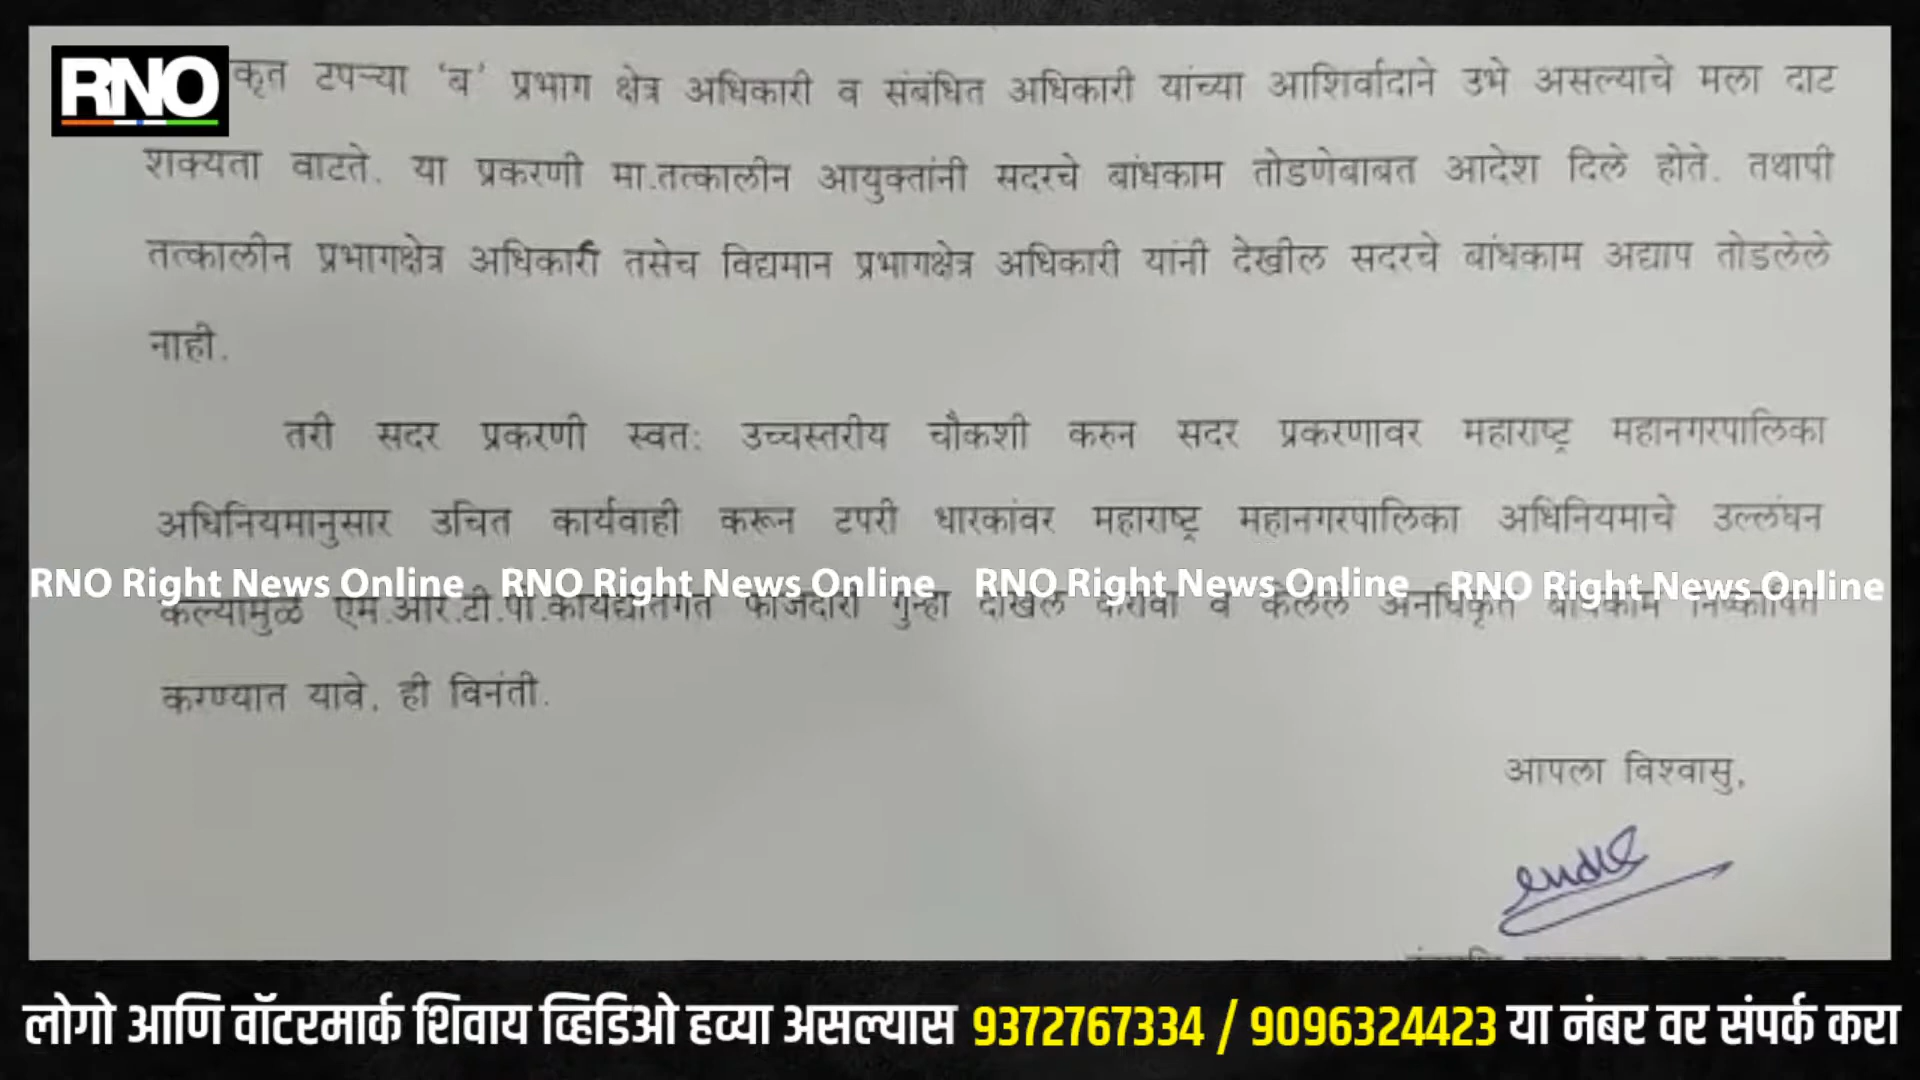 RNO
कृत टपऱ्या 'ब' प्रभाग क्षेत्र अधिकारी व संबंधित अधिकारी यांच्या आशिर्वादाने उभे असल्याचे मला दाट
शक्यता वाटते. या प्रकरणी मा.तत्कालीन आयुक्तांनी सदरचे बांधकाम तोडणेबाबत आदेश दिले होते. तथापी
तत्कालीन प्रभागक्षेत्र अधिकारी तसेच विद्यमान प्रभागक्षेत्र अधिकारी यांनी देखील सदरचे बांधकाम अद्याप तोडलेले
नाही.
तरी सदर प्रकरणी स्वत: उच्चस्तरीय चौकशी करुन सदर प्रकरणावर महाराष्ट्र महानगरपालिका
अधिनियमानुसार उचित कार्यवाही करून टपरी धारकांवर महाराष्ट्र महानगरपालिका अधिनियमाचे उल्लंघन
RNO Right News Online RNO Right News Online RNO Right News Online RNO Right News Online
केल्यामुळे एम.आर.टी.पी.कायद्यातंर्गत फौजदारी गुन्हा दाखल करावा व केलेले अनधिकृत बांधकाम निष्कासित
करण्यात यावे. ही विनंती.
आपला विश्वासु,
लोगो आणि वॉटरमार्क शिवाय व्हिडिओ हव्या असल्यास 9372767334 / 9096324423 या नंबर वर संपर्क करा